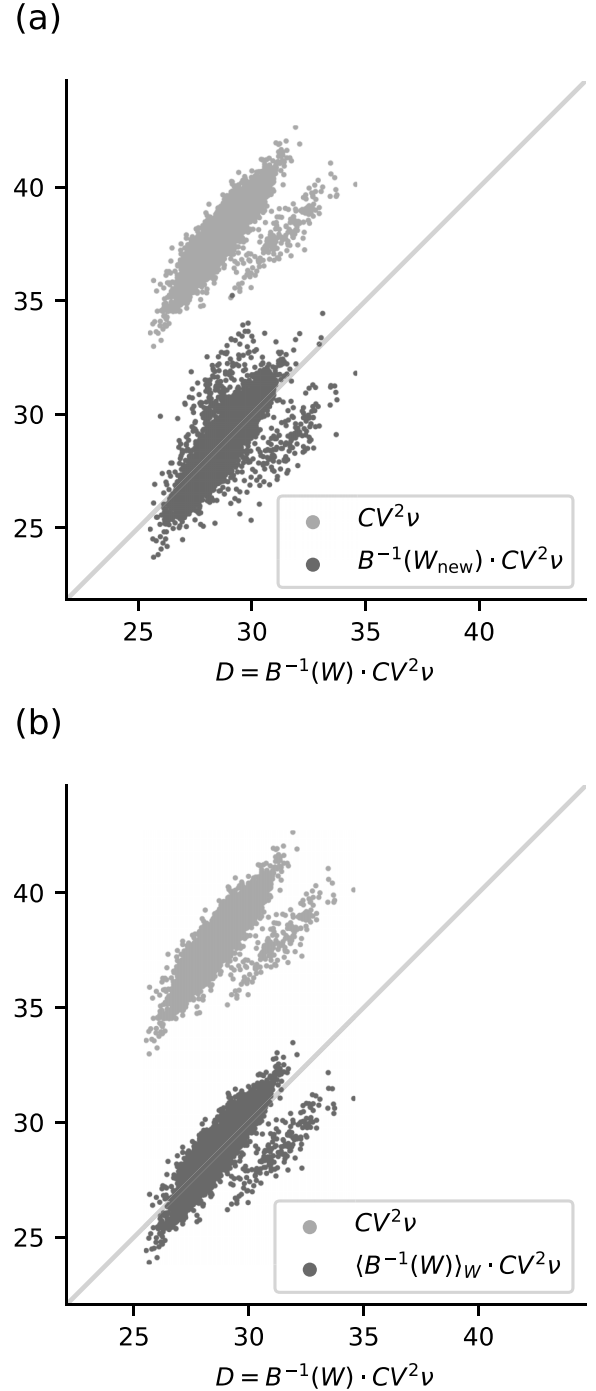 (a)
40
35
30
25
CV²ν
B⁻¹(W_new) · CV²ν
25 30 35 40
D = B⁻¹(W) · CV²ν
(b)
40
35
30
25
CV²ν
⟨B⁻¹(W)⟩_W · CV²ν
25 30 35 40
D = B⁻¹(W) · CV²ν